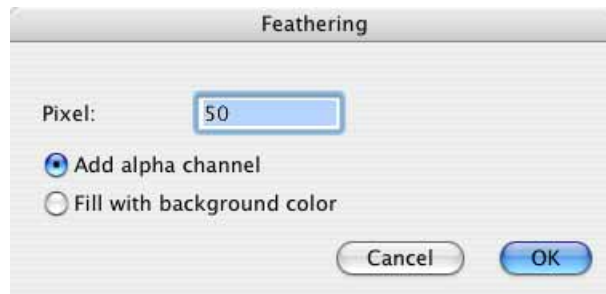 Feathering
Pixel: 50
Add alpha channel
Fill with background color
Cancel OK